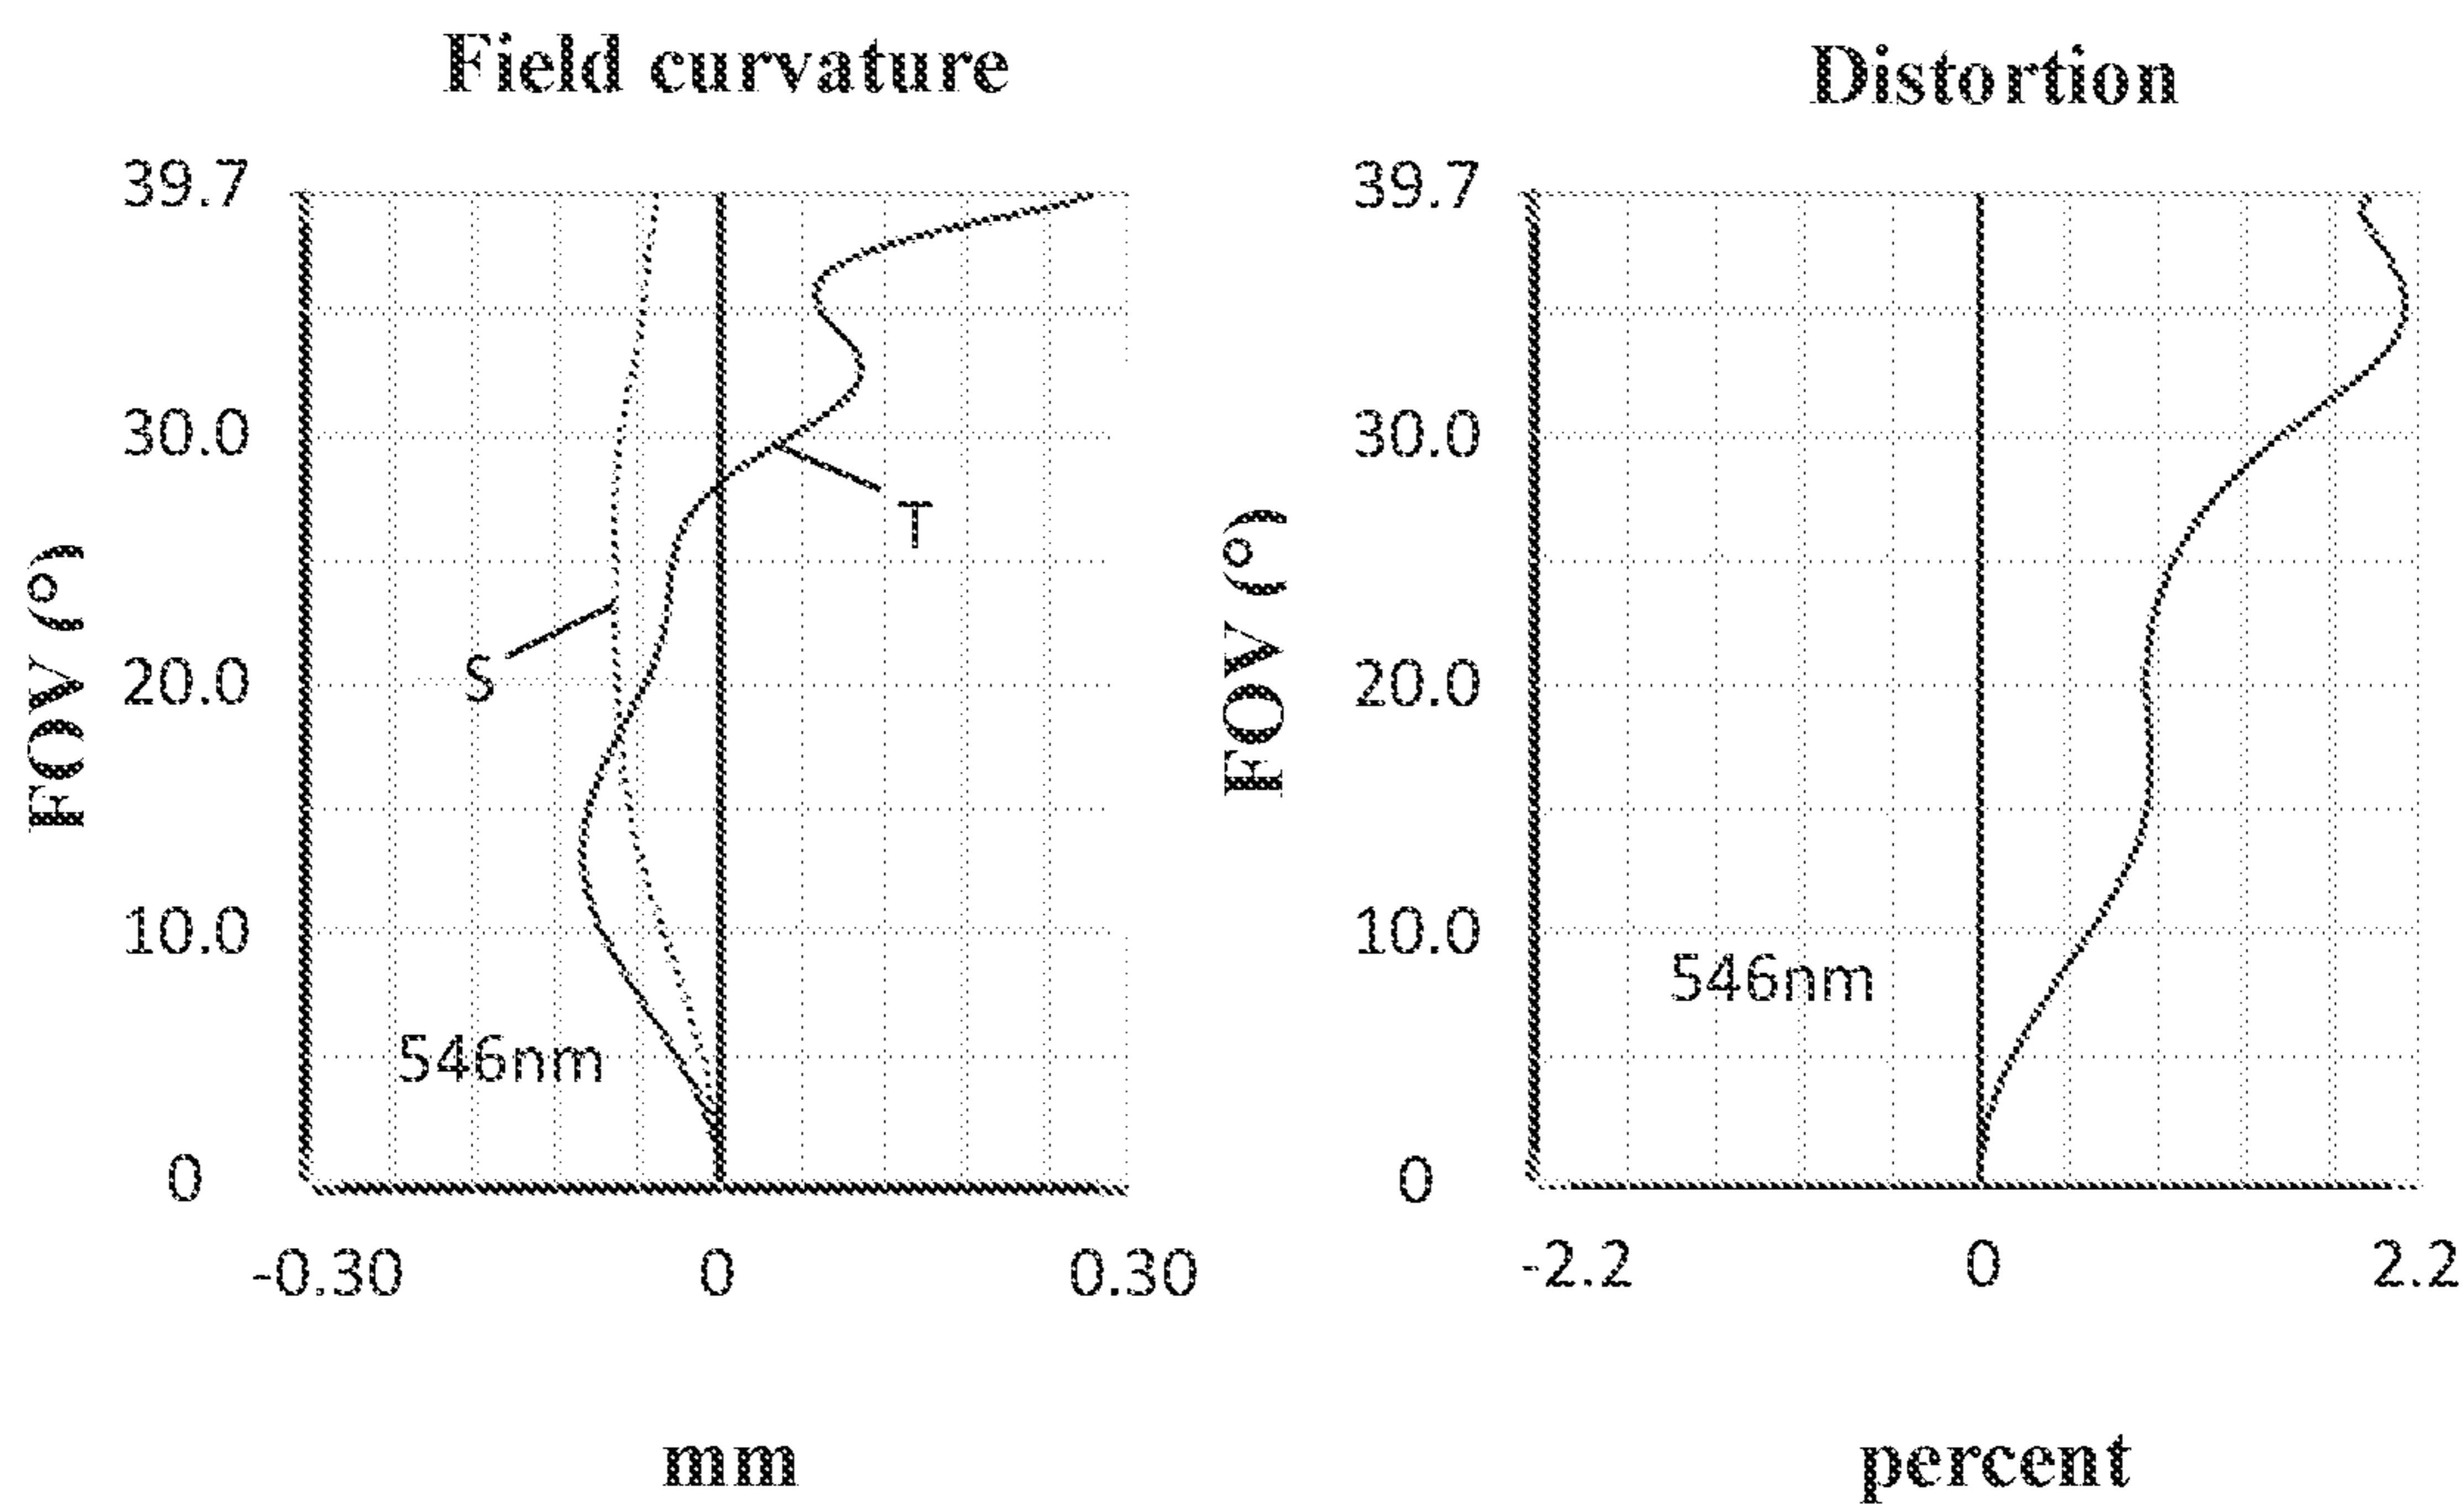 Field curvature
39.7
30.0
20.0
10.0
0
FOV (°)
S
T
546nm
-0.30 0 0.30
mm
Distortion
39.7
30.0
20.0
10.0
0
FOV (°)
546nm
-2.2 0 2.2
percent